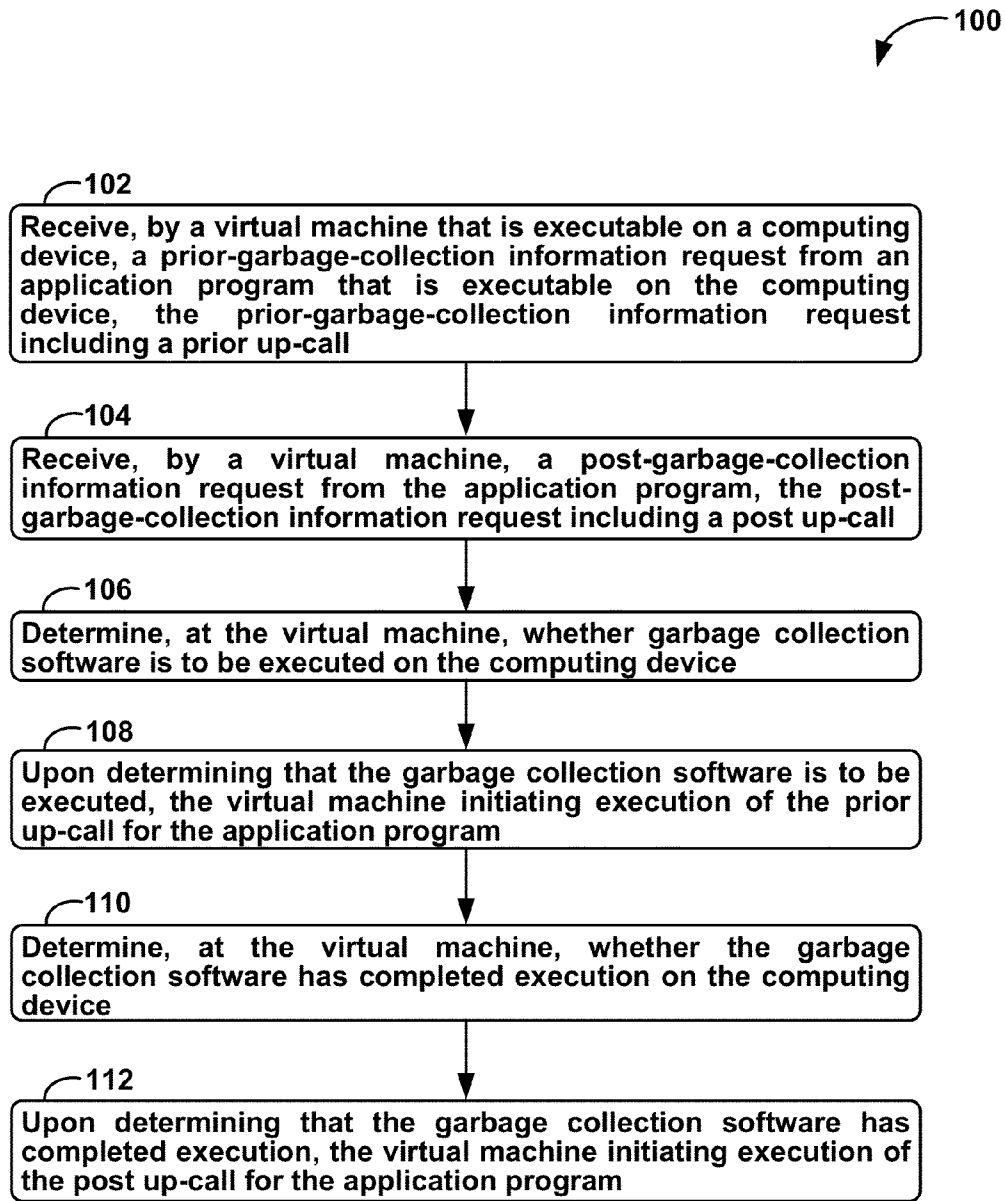 100
102
Receive, by a virtual machine that is executable on a computing
device, a prior-garbage-collection information request from an
application program that is executable on the computing
device, the prior-garbage-collection information request
including a prior up-call
104
Receive, by a virtual machine, a post-garbage-collection
information request from the application program, the post-
garbage-collection information request including a post up-call
106
Determine, at the virtual machine, whether garbage collection
software is to be executed on the computing device
108
Upon determining that the garbage collection software is to be
executed, the virtual machine initiating execution of the prior
up-call for the application program
110
Determine, at the virtual machine, whether the garbage
collection software has completed execution on the computing
device
112
Upon determining that the garbage collection software has
completed execution, the virtual machine initiating execution of
the post up-call for the application program